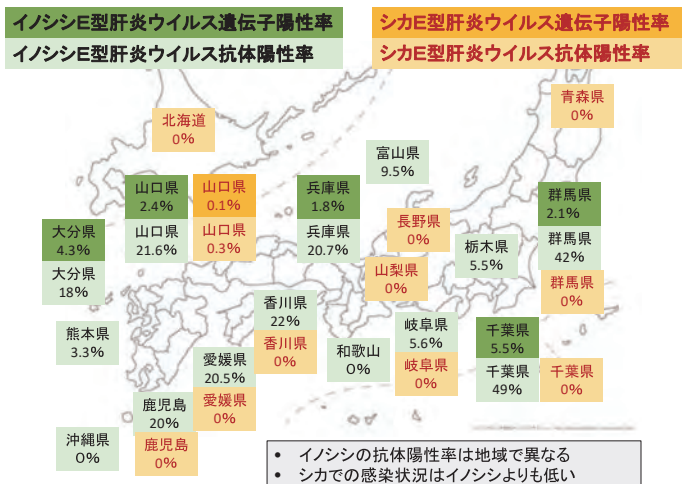 イノシシE型肝炎ウイルス遺伝子陽性率
イノシシE型肝炎ウイルス抗体陽性率
シカE型肝炎ウイルス遺伝子陽性率
シカE型肝炎ウイルス抗体陽性率
北海道
0%
青森県
0%
富山県
9.5%
山口県
2.4%
山口県
0.1%
兵庫県
1.8%
群馬県
2.1%
大分県
4.3%
山口県
21.6%
山口県
0.3%
兵庫県
20.7%
長野県
0%
栃木県
5.5%
群馬県
42%
大分県
18%
山梨県
0%
群馬県
0%
熊本県
3.3%
香川県
22%
香川県
0%
和歌山
0%
岐阜県
5.6%
岐阜県
0%
千葉県
5.5%
千葉県
49%
千葉県
0%
愛媛県
20.5%
愛媛県
0%
鹿児島
20%
鹿児島
0%
沖縄県
0%
• イノシシの抗体陽性率は地域で異なる
• シカでの感染状況はイノシシよりも低い